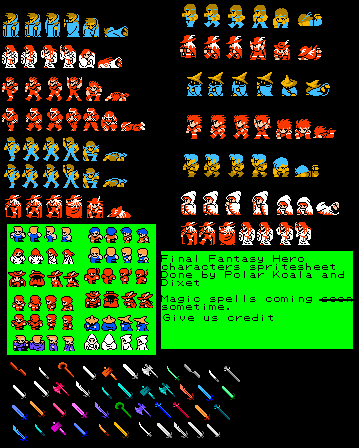 Final Fantasy Hero
characters spritesheet
Done by Polar Koala and
Dixet
Magic spells coming soon
sometime.
Give us credit